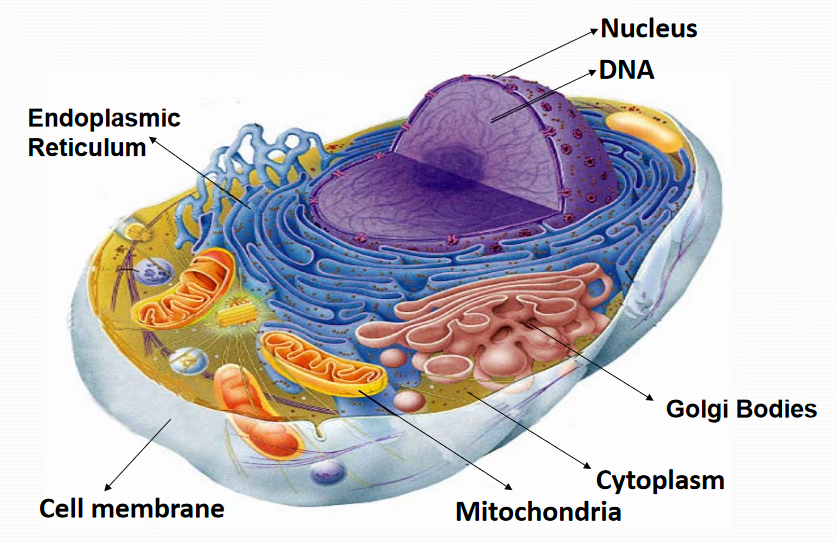 Nucleus
DNA
Endoplasmic
Reticulum
Golgi Bodies
Cytoplasm
Mitochondria
Cell membrane